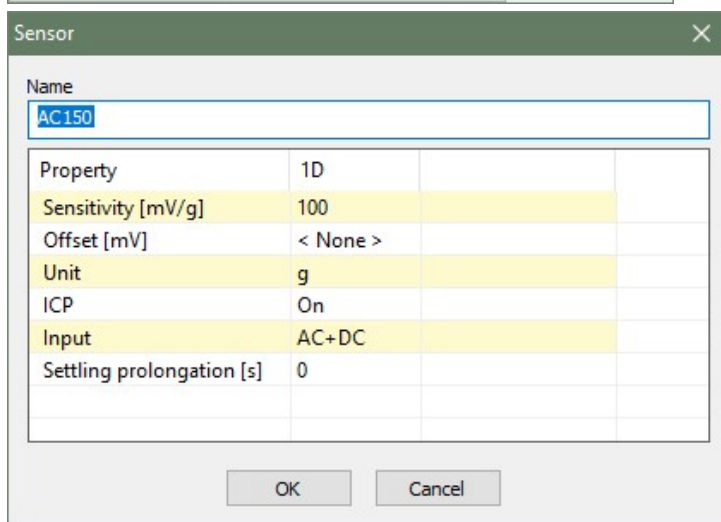 Sensor
Name
AC150
Property 1D
Sensitivity [mV/g] 100
Offset [mV] < None >
Unit g
ICP On
Input AC+DC
Settling prolongation [s] 0
OK Cancel